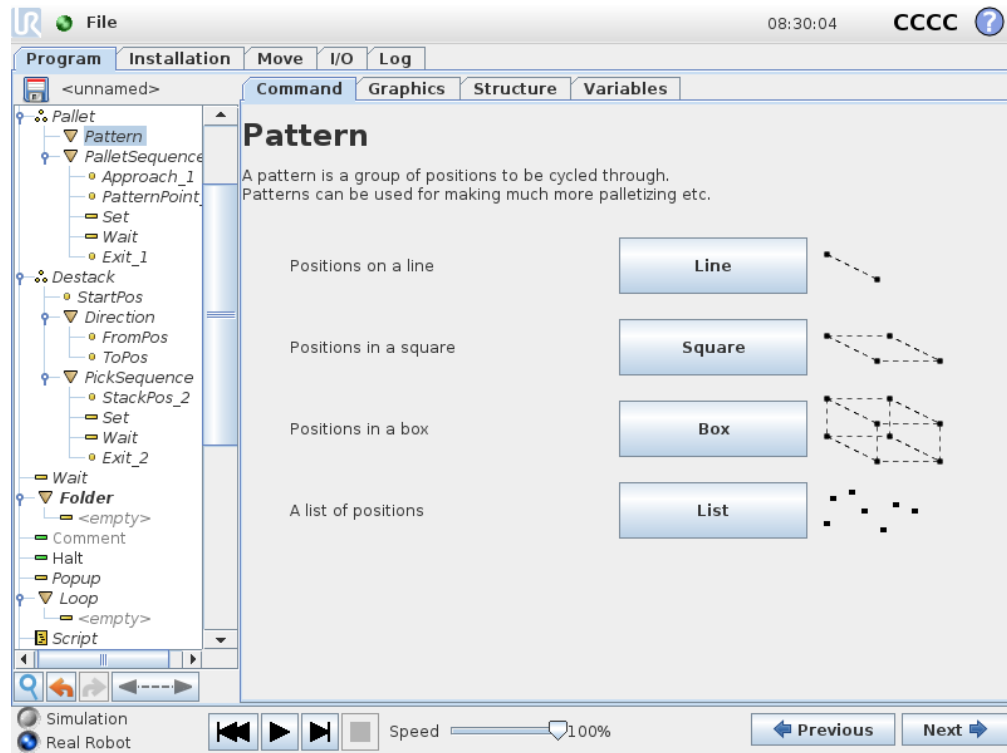 UR File 08:30:04 CCCC ?
Program Installation Move I/O Log
<unnamed>
Command Graphics Structure Variables
Pallet
Pattern
PalletSequence
Approach_1
PatternPoint_
Set
Wait
Exit_1
Destack
StartPos
Direction
FromPos
ToPos
PickSequence
StackPos_2
Set
Wait
Exit_2
Wait
Folder
<empty>
Comment
Halt
Popup
Loop
<empty>
Script
Pattern
A pattern is a group of positions to be cycled through.
Patterns can be used for making much more palletizing etc.
Positions on a line Line
Positions in a square Square
Positions in a box Box
A list of positions List
Simulation
Real Robot
Speed 100%
Previous Next